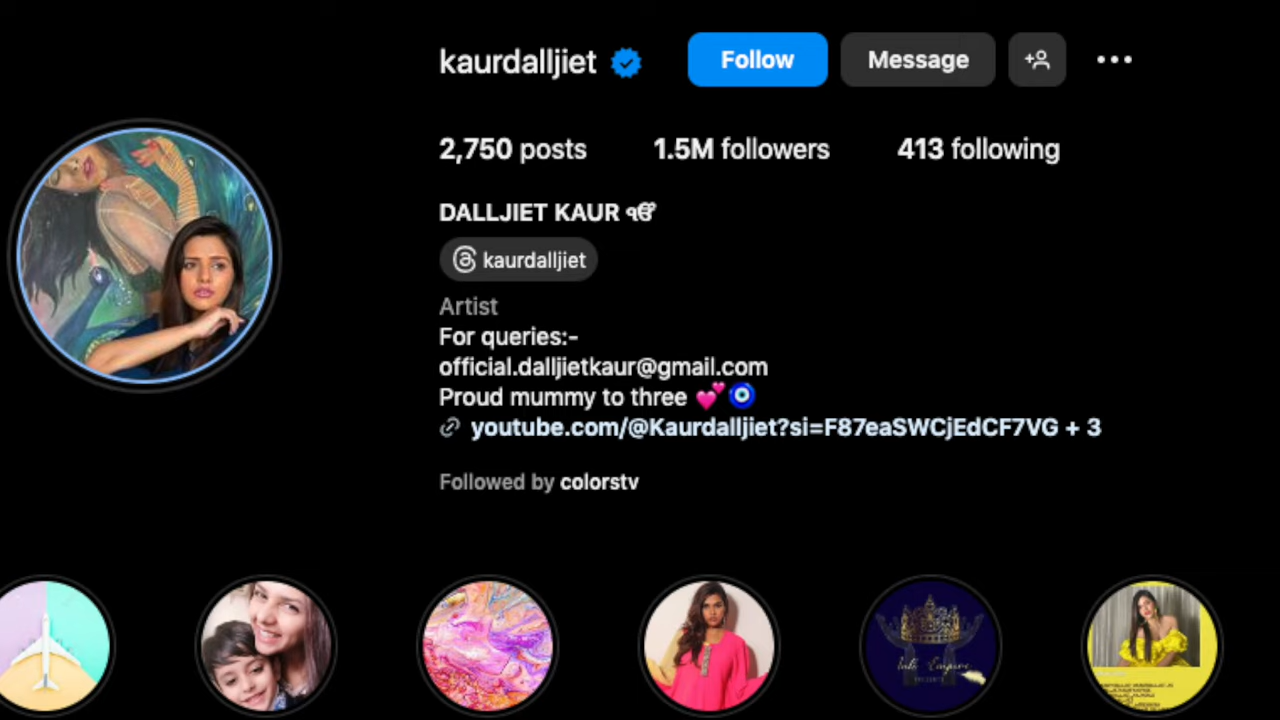 kaurdalljiet Follow Message
2,750 posts 1.5M followers 413 following
DALLJIET KAUR ੴ
kaurdalljiet
Artist
For queries:-
official.dalljietkaur@gmail.com
Proud mummy to three 💕🧿
youtube.com/@Kaurdalljiet?si=F87eaSWCjEdCF7VG + 3
Followed by colorstv
Empire